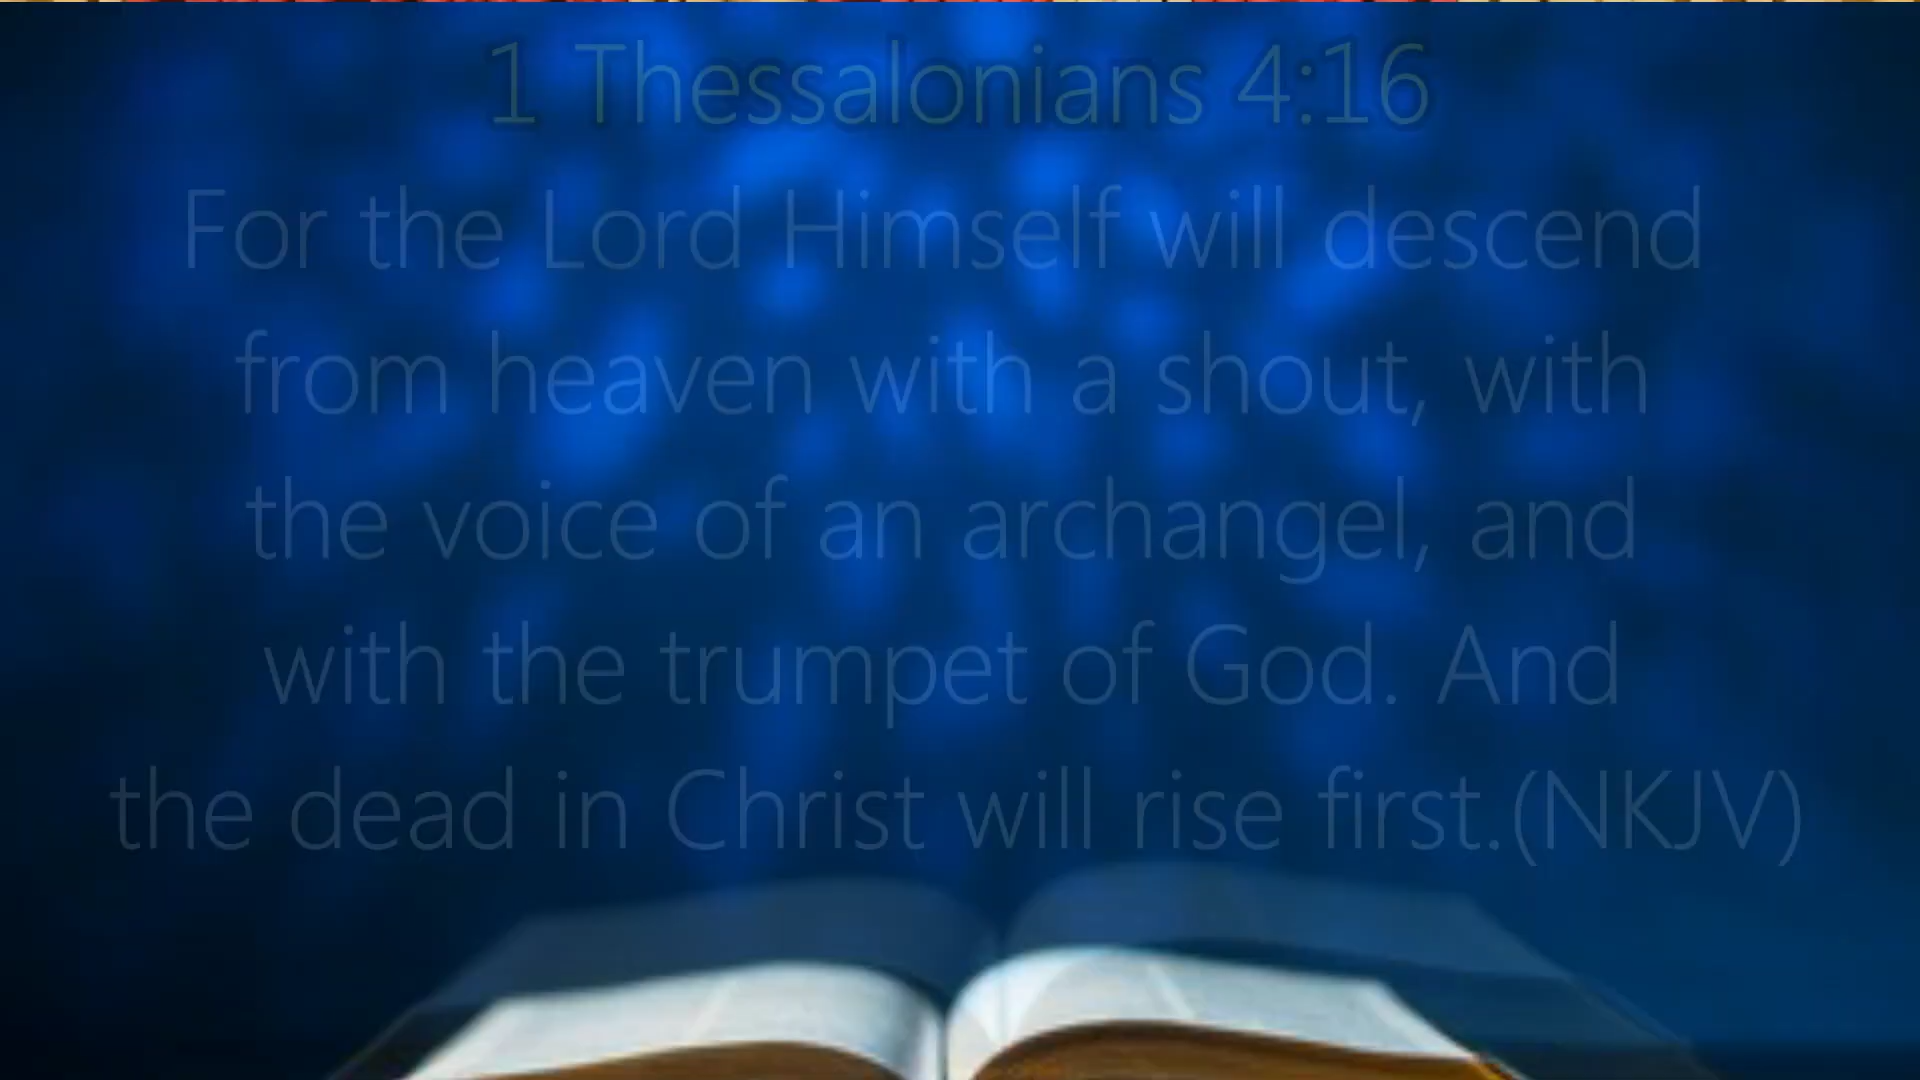 1 Thessalonians 4:16
For the Lord Himself will descend
from heaven with a shout, with
the voice of an archangel, and
with the trumpet of God. And
the dead in Christ will rise first.(NKJV)